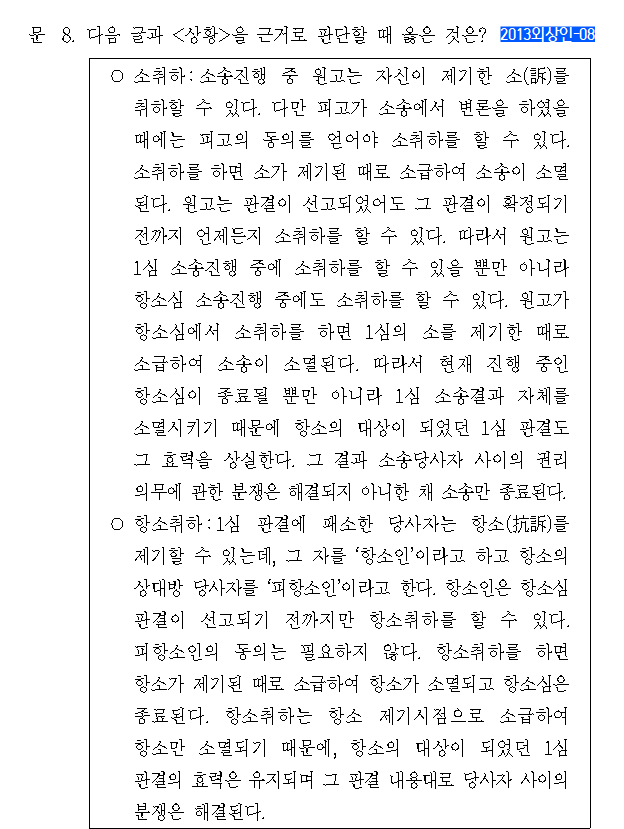 문 8. 다음 글과 <상황>을 근거로 판단할 때 옳은 것은? 2013외상인-08
○ 소취하 : 소송진행 중 원고는 자신이 제기한 소(訴)를
취하할 수 있다. 다만 피고가 소송에서 변론을 하였을
때에는 피고의 동의를 얻어야 소취하를 할 수 있다.
소취하를 하면 소가 제기된 때로 소급하여 소송이 소멸
된다. 원고는 판결이 선고되었어도 그 판결이 확정되기
전까지 언제든지 소취하를 할 수 있다. 따라서 원고는
1심 소송진행 중에 소취하를 할 수 있을 뿐만 아니라
항소심 소송진행 중에도 소취하를 할 수 있다. 원고가
항소심에서 소취하를 하면 1심의 소를 제기한 때로
소급하여 소송이 소멸된다. 따라서 현재 진행 중인
항소심이 종료될 뿐만 아니라 1심 소송결과 자체를
소멸시키기 때문에 항소의 대상이 되었던 1심 판결도
그 효력을 상실한다. 그 결과 소송당사자 사이의 권리
의무에 관한 분쟁은 해결되지 아니한 채 소송만 종료된다.
○ 항소취하 : 1심 판결에 패소한 당사자는 항소(抗訴)를
제기할 수 있는데, 그 자를 ‘항소인’이라고 하고 항소의
상대방 당사자를 ‘피항소인’이라고 한다. 항소인은 항소심
판결이 선고되기 전까지만 항소취하를 할 수 있다.
피항소인의 동의는 필요하지 않다. 항소취하를 하면
항소가 제기된 때로 소급하여 항소가 소멸되고 항소심은
종료된다. 항소취하는 항소 제기시점으로 소급하여
항소만 소멸되기 때문에, 항소의 대상이 되었던 1심
판결의 효력은 유지되며 그 판결 내용대로 당사자 사이의
분쟁은 해결된다.